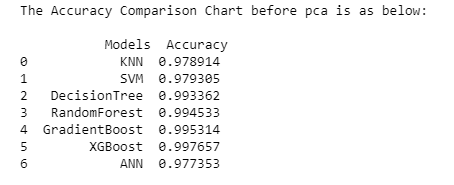 The Accuracy Comparison Chart before pca is as below:
Models Accuracy
0 KNN 0.978914
1 SVM 0.979305
2 DecisionTree 0.993362
3 RandomForest 0.994533
4 GradientBoost 0.995314
5 XGBoost 0.997657
6 ANN 0.977353